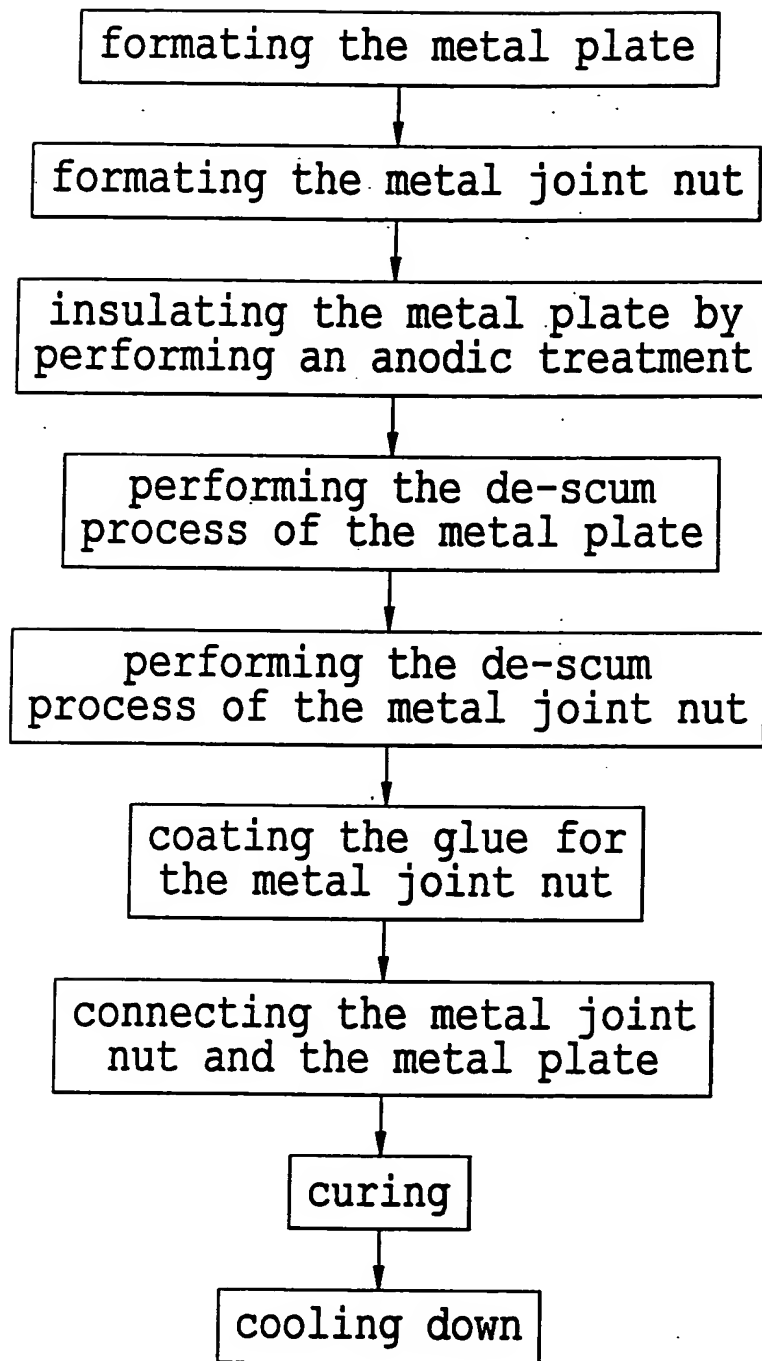 formating the metal plate
formating the metal joint nut
insulating the metal plate by
performing an anodic treatment
performing the de-scum
process of the metal plate
performing the de-scum
process of the metal joint nut
coating the glue for
the metal joint nut
connecting the metal joint
nut and the metal plate
curing
cooling down